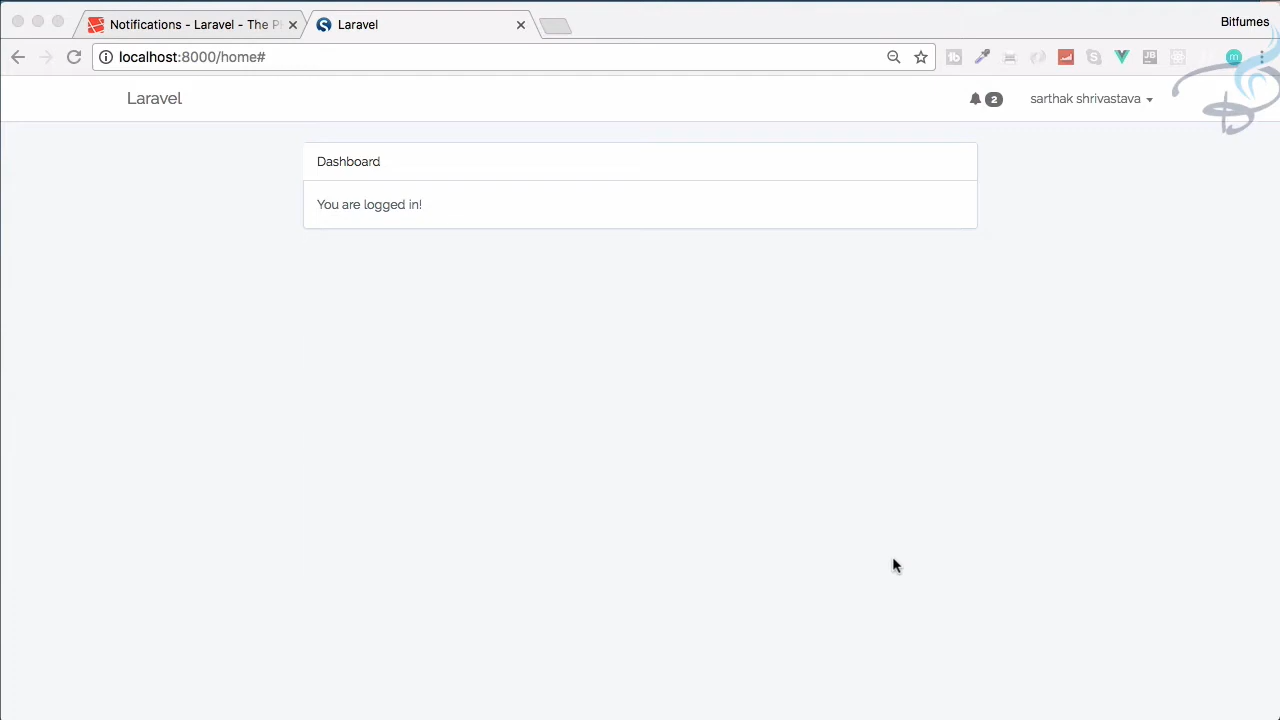 Notifications - Laravel - The P
Laravel
Bitfumes
localhost:8000/home#
Laravel
2
sarthak shrivastava
Dashboard
You are logged in!